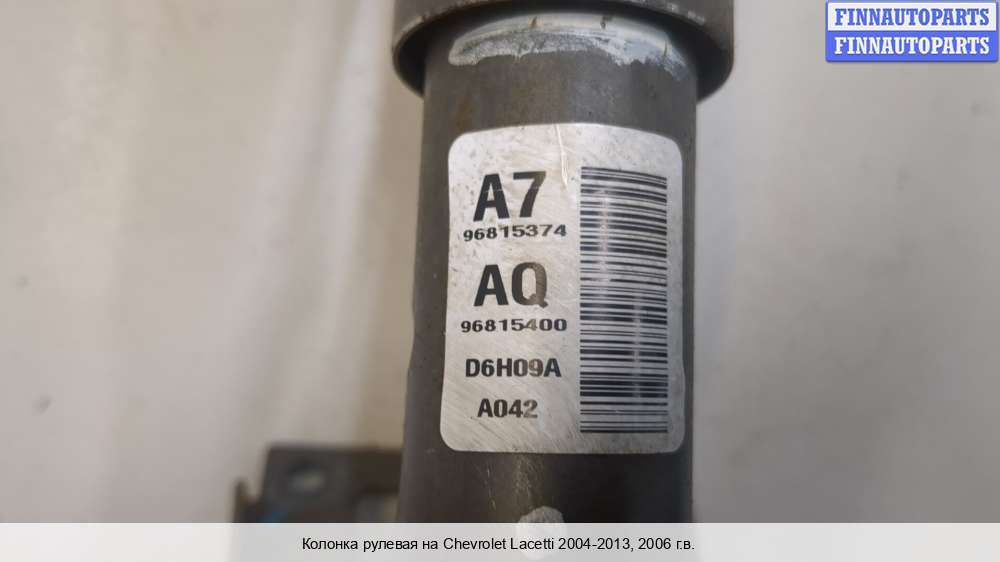 FINNAUTOPARTS
FINNAUTOPARTS
A7
96815374
AQ
96815400
D6H09A
A042
Колонка рулевая на Chevrolet Lacetti 2004-2013, 2006 г.в.